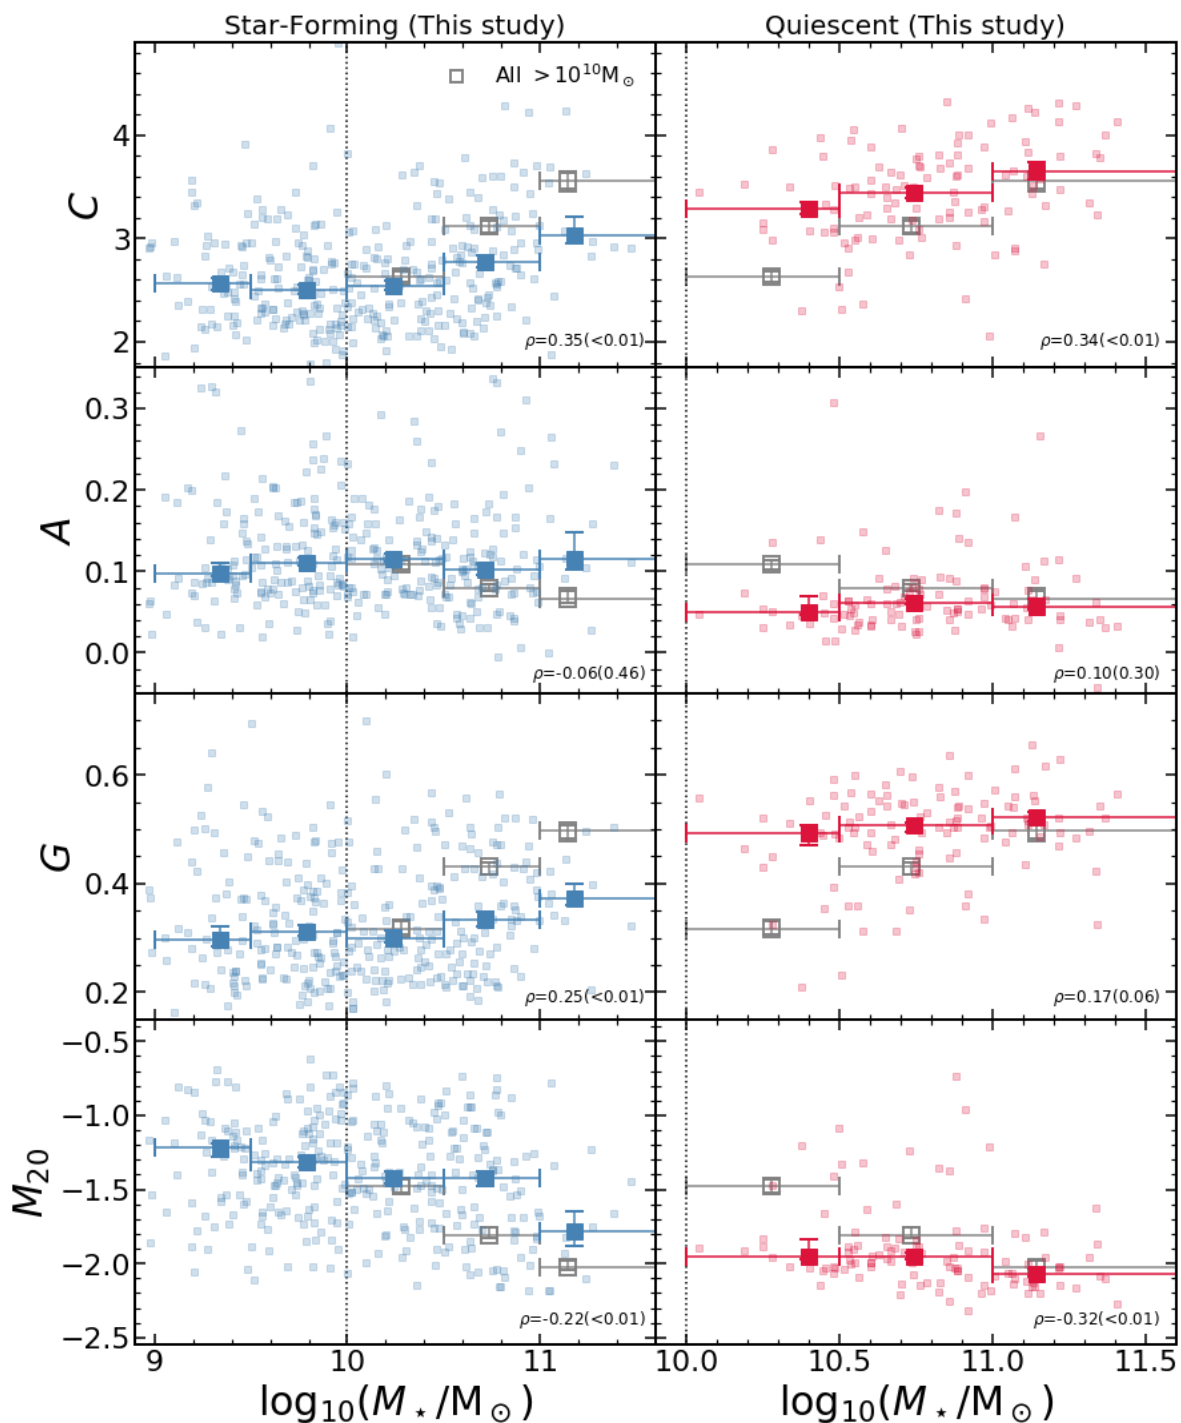 Star-Forming (This study) Quiescent (This study)
All >10¹⁰M⊙
4
3
2
C
ρ=0.35(<0.01) ρ=0.34(<0.01)
0.3
0.2
0.1
0.0
A
ρ=-0.06(0.46) ρ=0.10(0.30)
0.6
0.4
0.2
G
ρ=0.25(<0.01) ρ=0.17(0.06)
−0.5
−1.0
−1.5
−2.0
−2.5
M₂₀
ρ=-0.22(<0.01) ρ=-0.32(<0.01)
9 10 11 10.0 10.5 11.0 11.5
log₁₀(M⋆/M⊙) log₁₀(M⋆/M⊙)